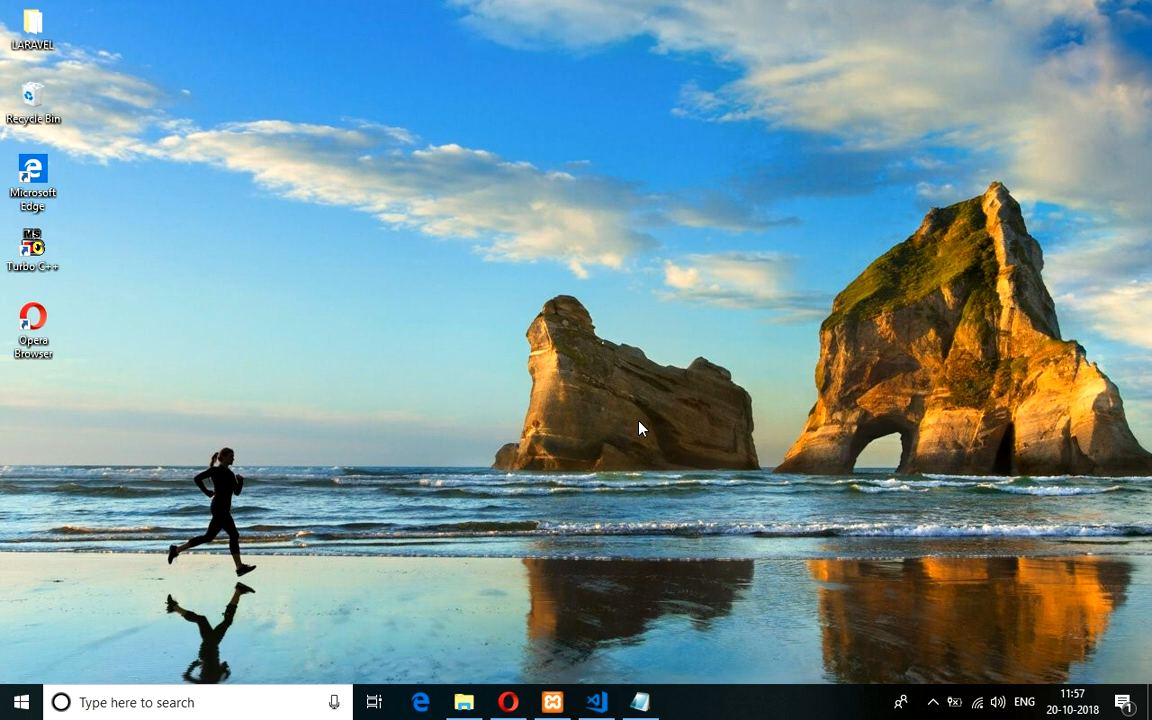 LARAVEL
Recycle Bin
Microsoft
Edge
MS
Turbo C++
Opera
Browser
Type here to search
ENG
11:57
20-10-2018
1